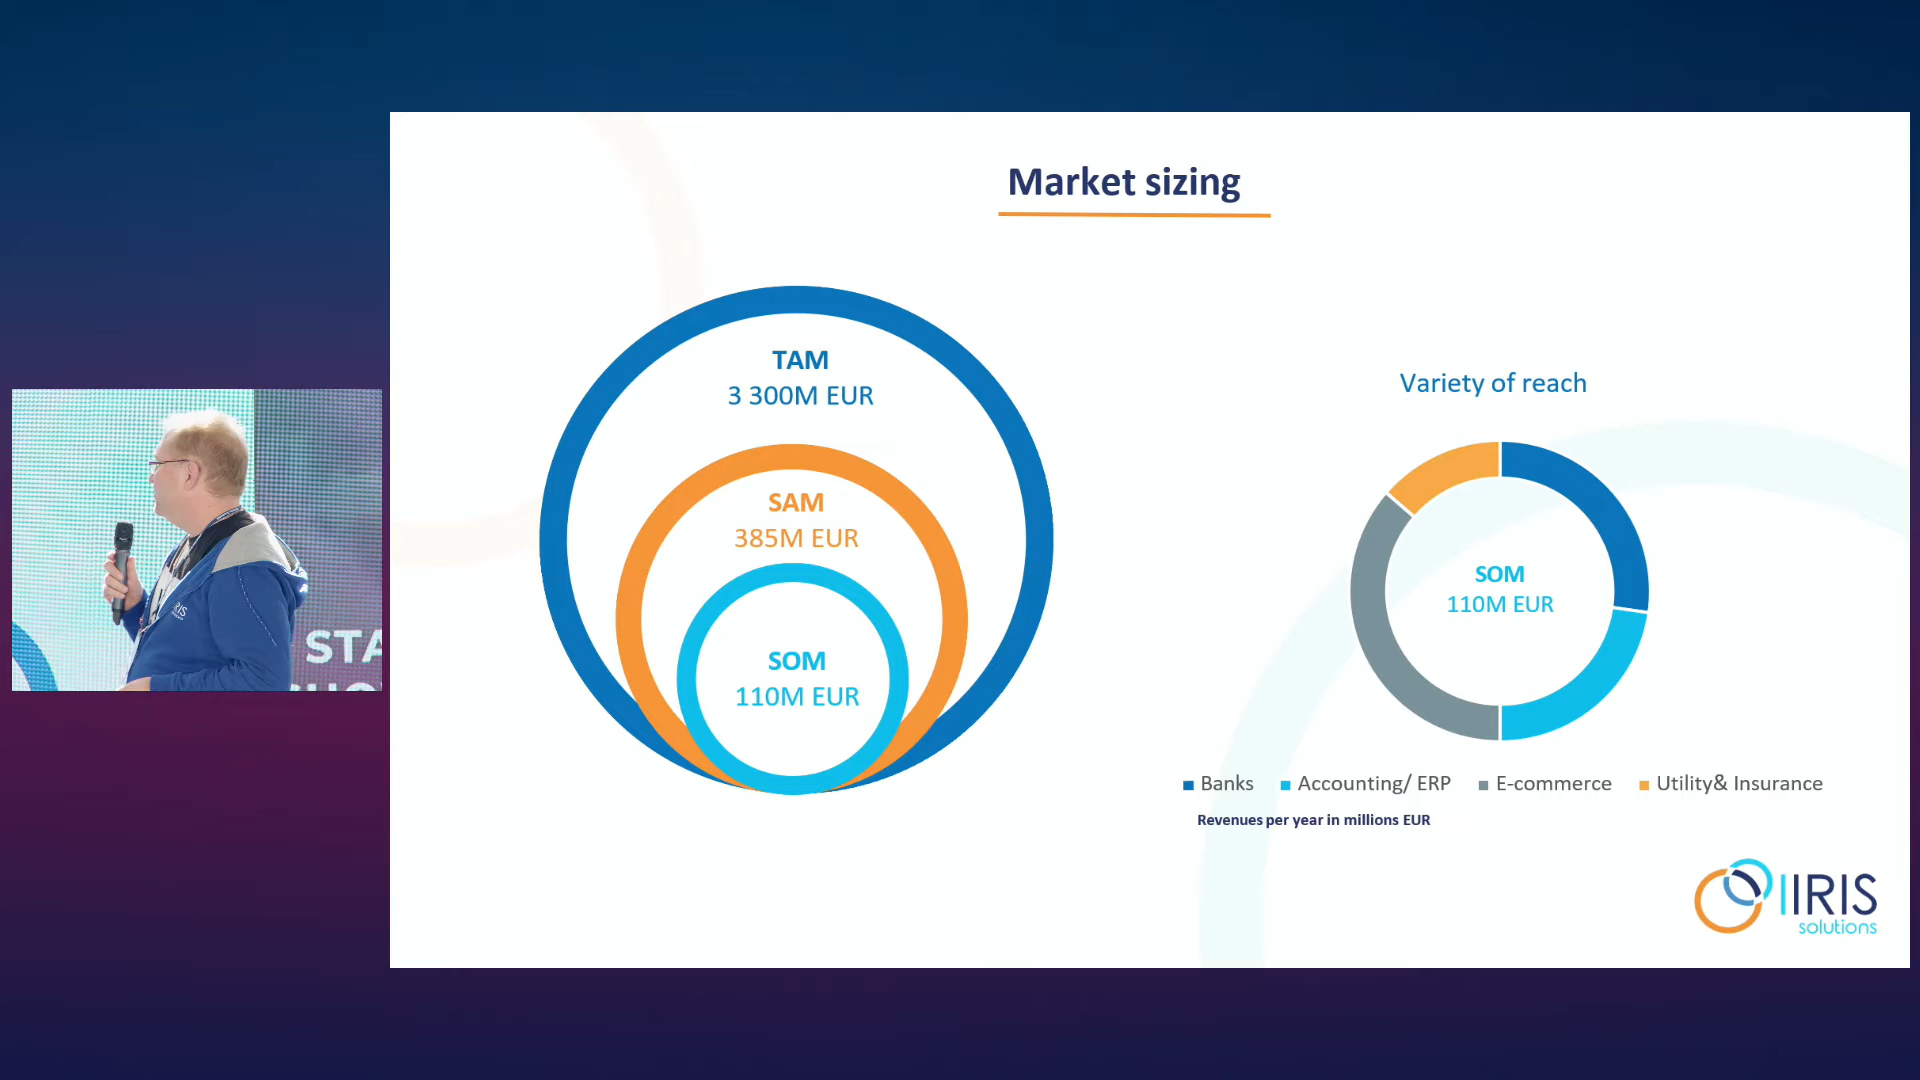 Market sizing
TAM
3 300M EUR
SAM
385M EUR
SOM
110M EUR
Variety of reach
SOM
110M EUR
Banks
Accounting/ ERP
E-commerce
Utility& Insurance
Revenues per year in millions EUR
IRIS
solutions
IRIS
STA